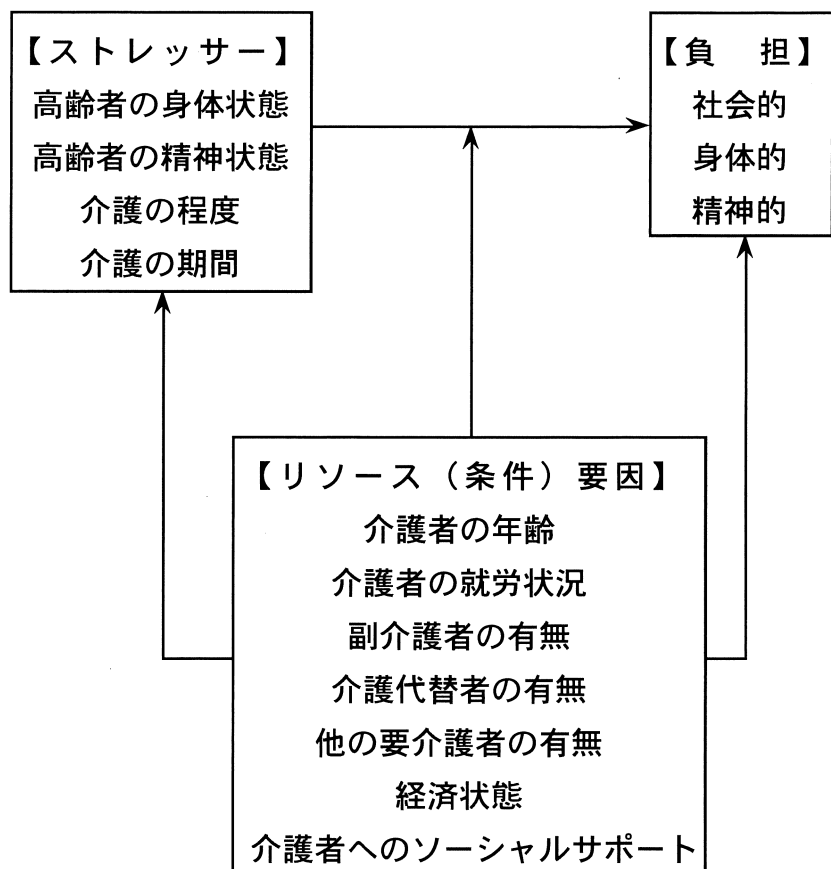 【ストレッサー】
高齢者の身体状態
高齢者の精神状態
介護の程度
介護の期間
【負　担】
社会的
身体的
精神的
【リソース（条件）要因】
介護者の年齢
介護者の就労状況
副介護者の有無
介護代替者の有無
他の要介護者の有無
経済状態
介護者へのソーシャルサポート